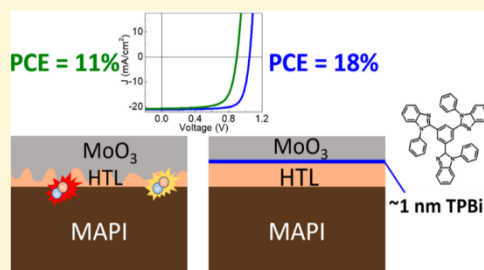 PCE = 11%
PCE = 18%
J (mA/cm²)
10
0
-10
-20
0.0 0.4 0.8 1.2
Voltage (V)
MoO₃
HTL
MAPI
MoO₃
HTL
MAPI
~1 nm TPBi
N
N
N
N
N
N